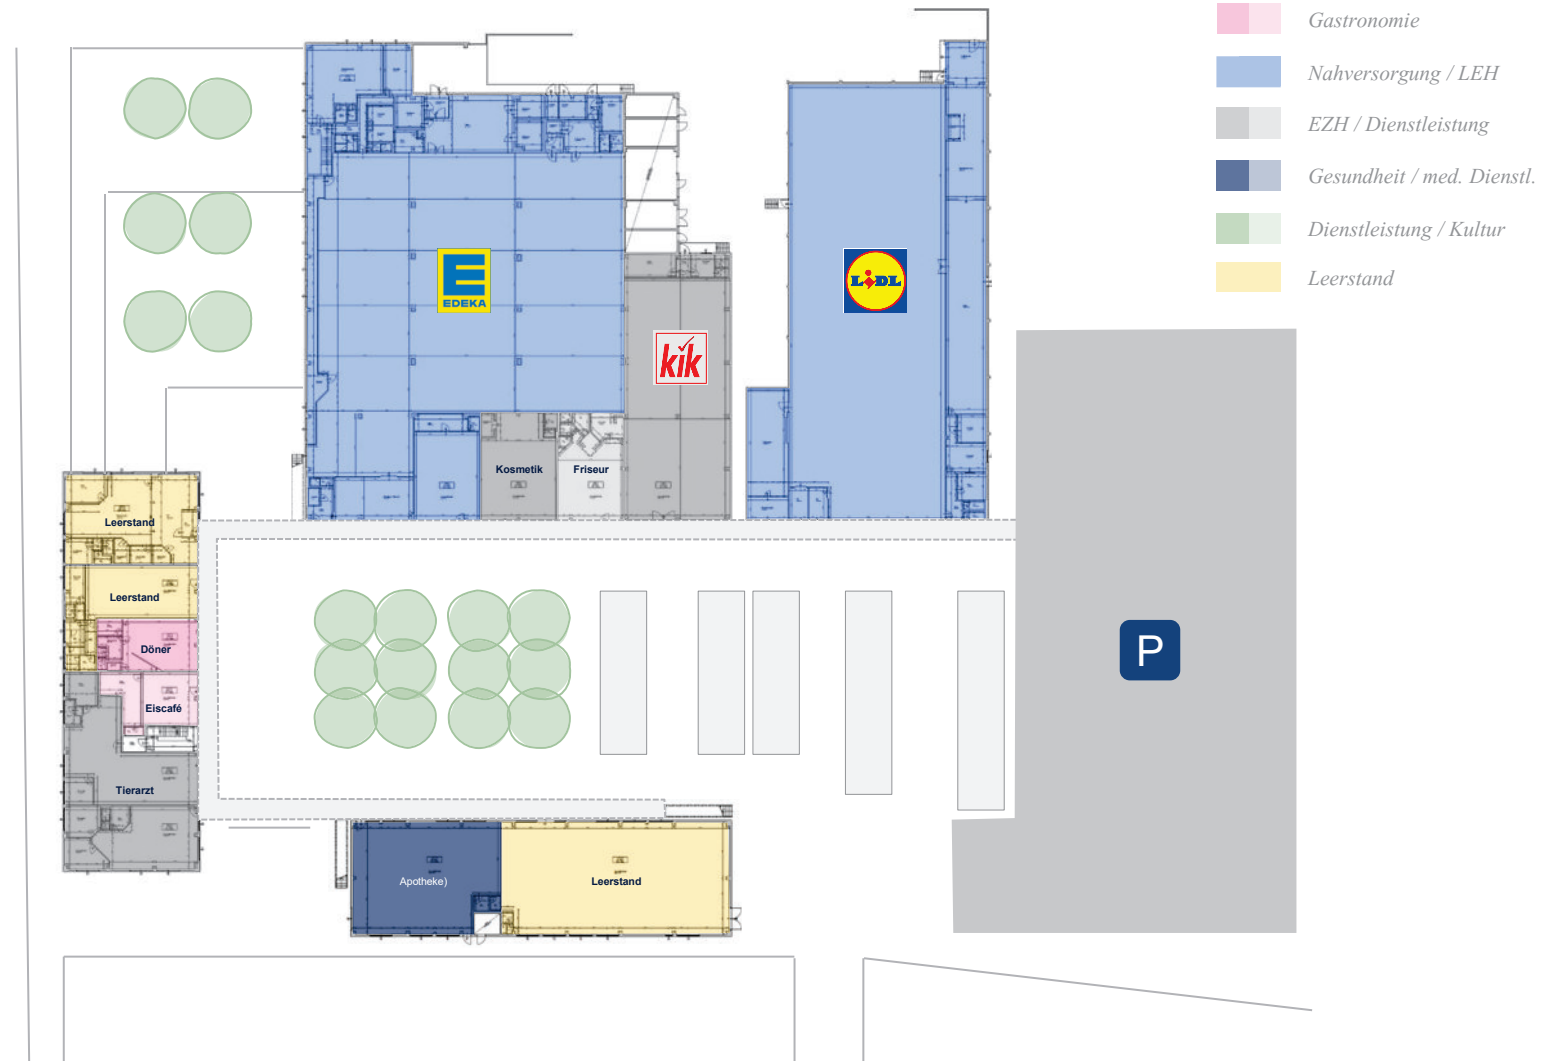 Gastronomie
Nahversorgung / LEH
EZH / Dienstleistung
Gesundheit / med. Dienstl.
Dienstleistung / Kultur
Leerstand
EDEKA
LIDL
kik
Kosmetik
Friseur
Leerstand
Leerstand
Döner
Eiscafé
Tierarzt
P
Apotheke)
Leerstand